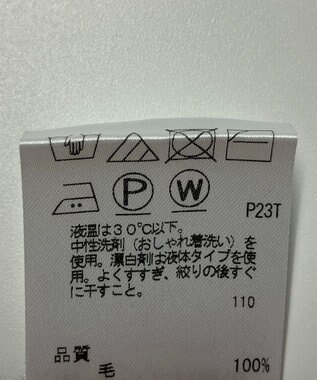 P
W
P23T
液温は30℃以下。
中性洗剤(おしゃれ着洗い)を
使用。漂白剤は液体タイプを使
用。よくすすぎ、絞りの後すぐ
に干すこと。
110
品質
毛 100%